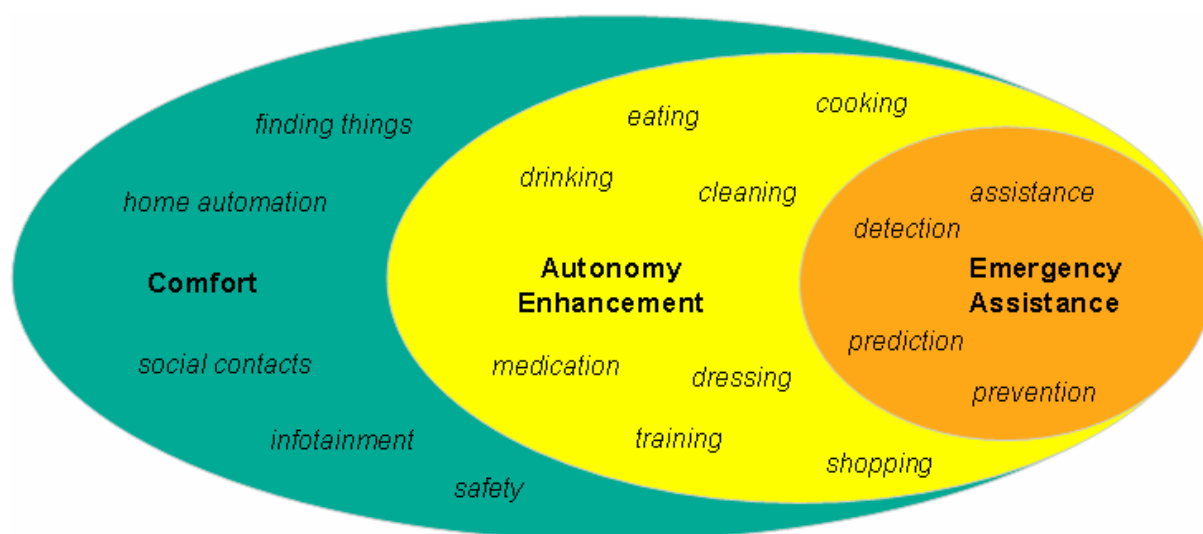 finding things
home automation
Comfort
social contacts
infotainment
safety
eating
cooking
drinking
cleaning
Autonomy
Enhancement
medication
dressing
training
shopping
assistance
detection
Emergency
Assistance
prediction
prevention